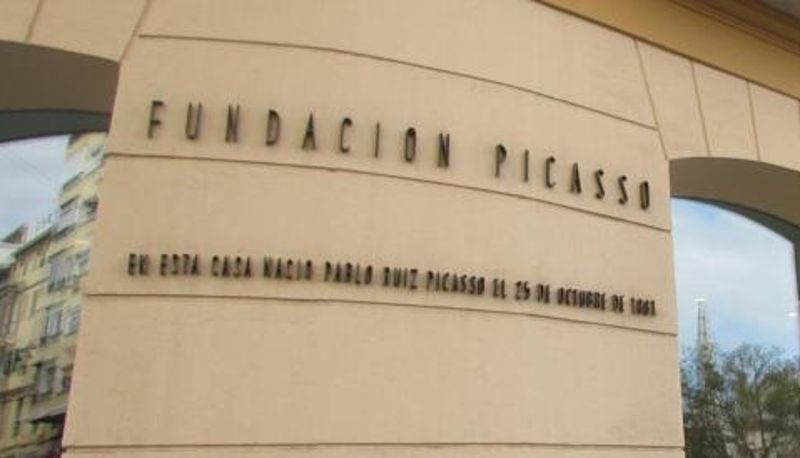 FUNDACION PICASSO
EN ESTA CASA NACIO PABLO RUIZ PICASSO EL 25 DE OCTUBRE DE 1881